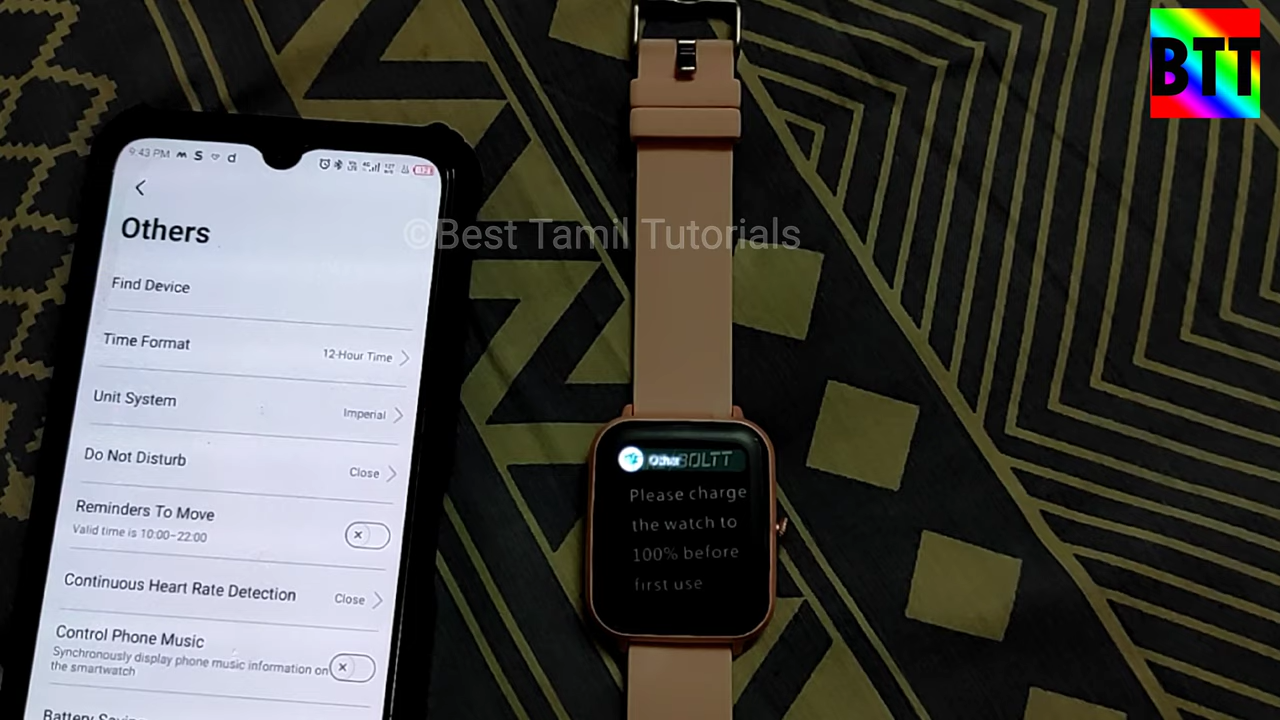 BTT
9:43 PM
Others
©Best Tamil Tutorials
Find Device
Time Format 12-Hour Time
Unit System Imperial
Do Not Disturb Close
Reminders To Move
Valid time is 10:00~22:00
Continuous Heart Rate Detection Close
Control Phone Music
Synchronously display phone music information on
the smartwatch
Other BOLTT
Please charge
the watch to
100% before
first use